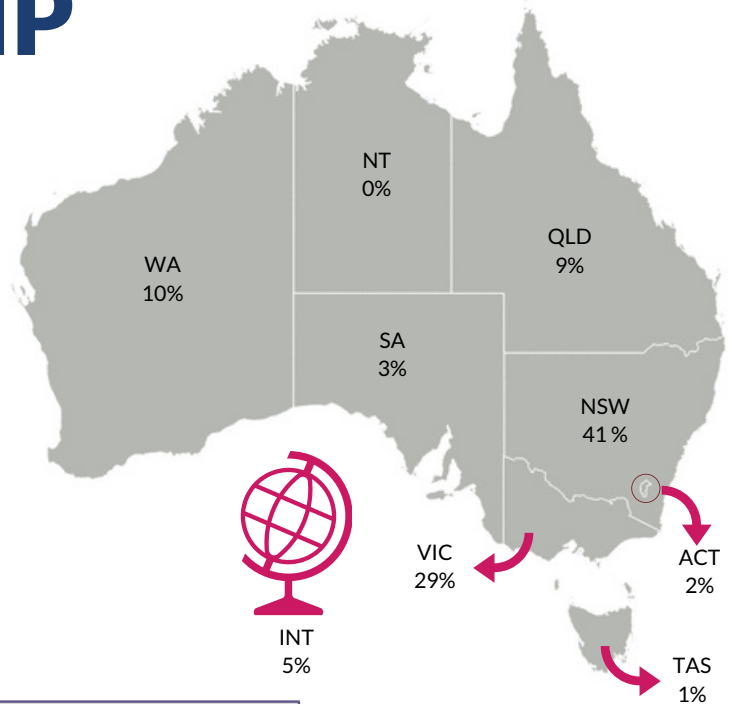 IP
NT
0%
QLD
9%
WA
10%
SA
3%
NSW
41%
VIC
29%
ACT
2%
INT
5%
TAS
1%